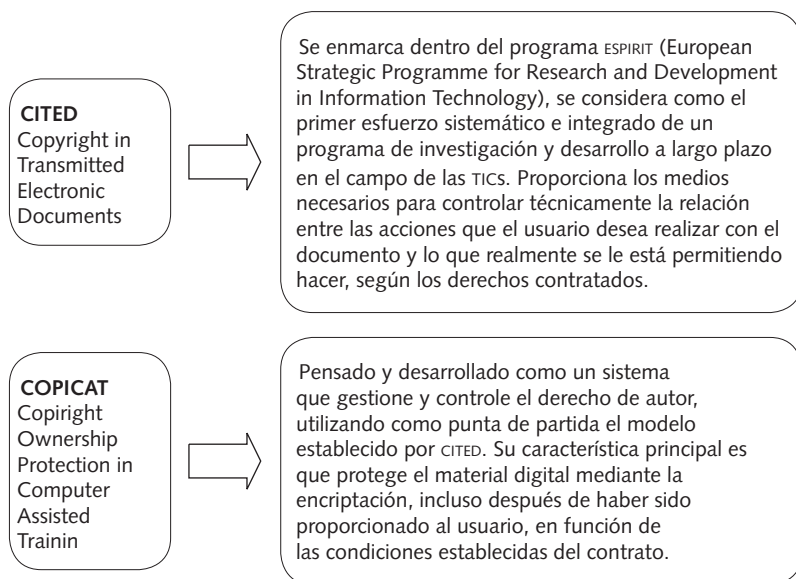 CITED
Copyright in
Transmitted
Electronic
Documents
Se enmarca dentro del programa ESPIRIT (European
Strategic Programme for Research and Development
in Information Technology), se considera como el
primer esfuerzo sistemático e integrado de un
programa de investigación y desarrollo a largo plazo
en el campo de las TICs. Proporciona los medios
necesarios para controlar técnicamente la relación
entre las acciones que el usuario desea realizar con el
documento y lo que realmente se le está permitiendo
hacer, según los derechos contratados.
COPICAT
Copiright
Ownership
Protection in
Computer
Assisted
Trainin
Pensado y desarrollado como un sistema
que gestione y controle el derecho de autor,
utilizando como punta de partida el modelo
establecido por CITED. Su característica principal es
que protege el material digital mediante la
encriptación, incluso después de haber sido
proporcionado al usuario, en función de
las condiciones establecidas del contrato.